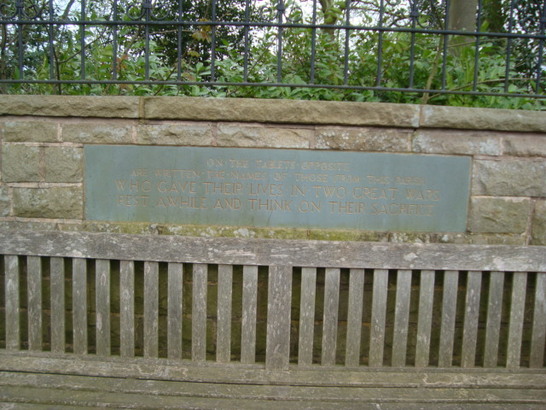 ON THE TABLETS OPPOSITE
ARE WRITTEN THE NAMES OF THOSE FROM THIS PARISH
WHO GAVE THEIR LIVES IN TWO GREAT WARS
REST AWHILE AND THINK ON THEIR SACRIFICE